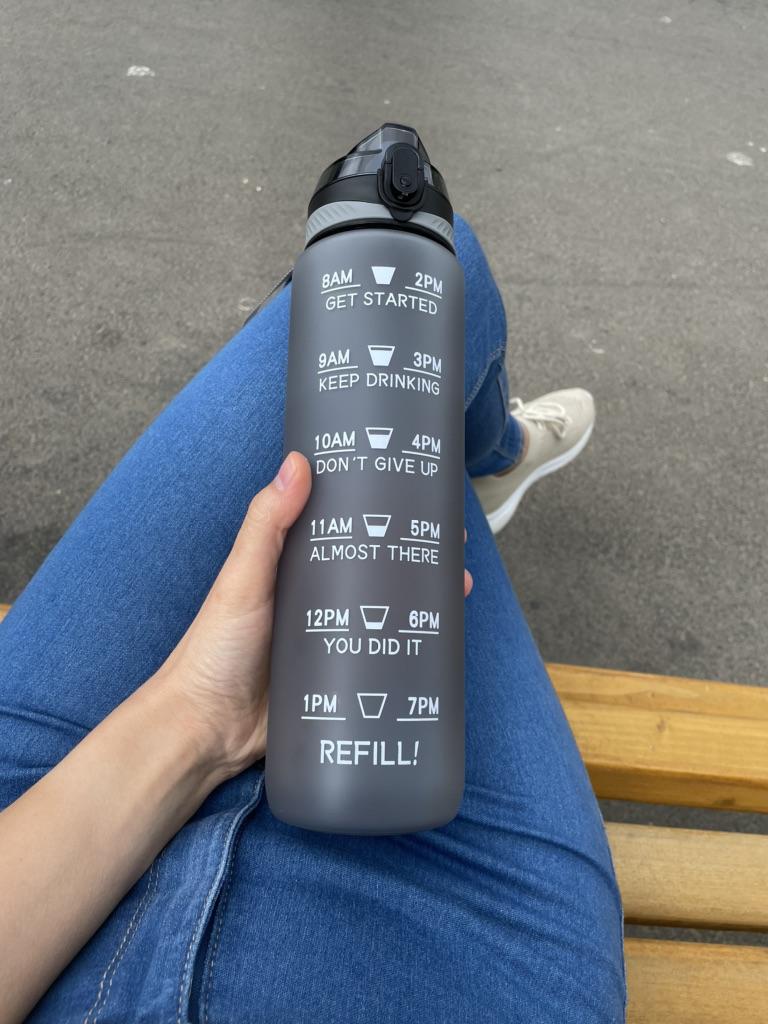 8AM 2PM
GET STARTED
9AM 3PM
KEEP DRINKING
10AM 4PM
DON'T GIVE UP
11AM 5PM
ALMOST THERE
12PM 6PM
YOU DID IT
1PM 7PM
REFILL!